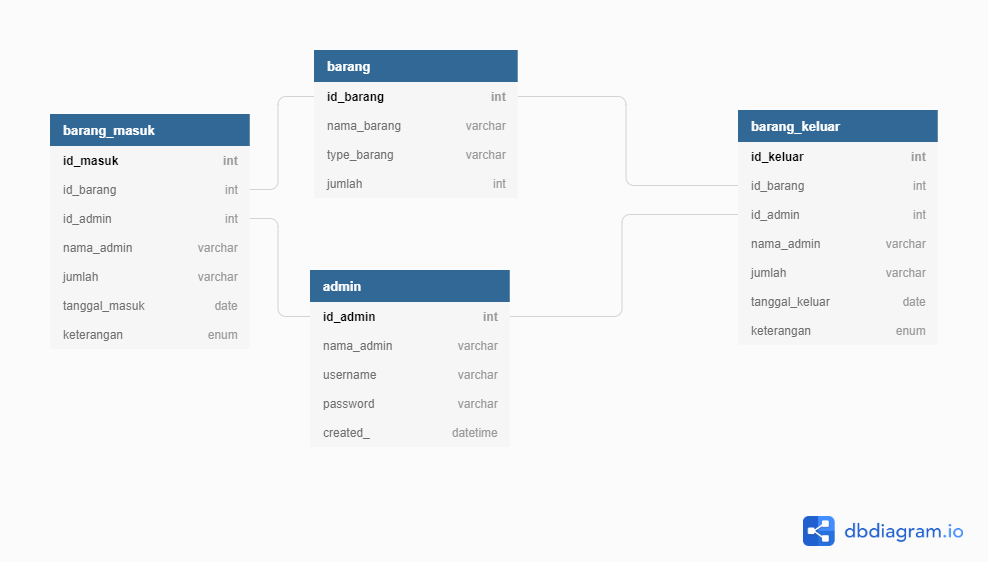 barang
id_barang int
nama_barang varchar
type_barang varchar
jumlah int
barang_masuk
id_masuk int
id_barang int
id_admin int
nama_admin varchar
jumlah varchar
tanggal_masuk date
keterangan enum
barang_keluar
id_keluar int
id_barang int
id_admin int
nama_admin varchar
jumlah varchar
tanggal_keluar date
keterangan enum
admin
id_admin int
nama_admin varchar
username varchar
password varchar
created_ datetime
dbdiagram.io